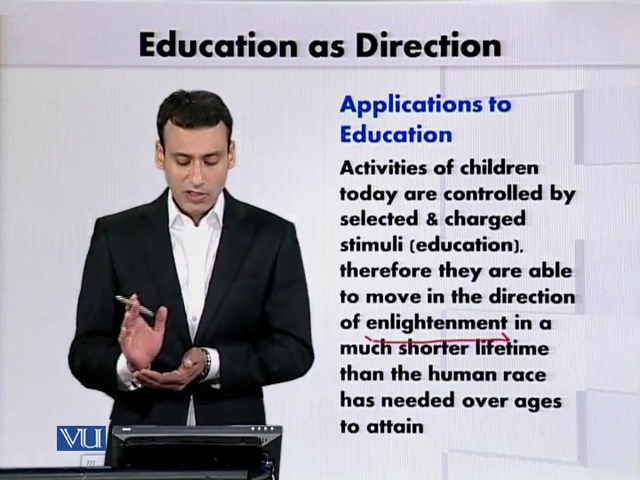 Education as Direction
Applications to
Education
Activities of children
today are controlled by
selected & charged
stimuli (education),
therefore they are able
to move in the direction
of enlightenment in a
much shorter lifetime
than the human race
has needed over ages
to attain
VU